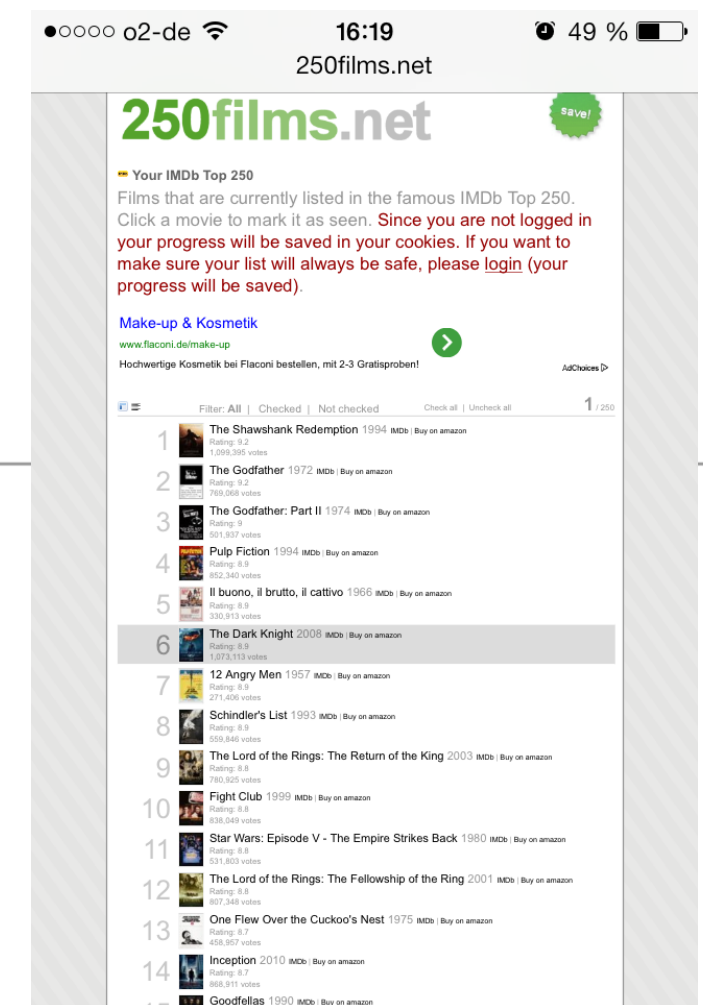 o2-de 16:19 49 %
250films.net
250films.net
save!
Your IMDb Top 250
Films that are currently listed in the famous IMDb Top 250.
Click a movie to mark it as seen. Since you are not logged in
your progress will be saved in your cookies. If you want to
make sure your list will always be safe, please login (your
progress will be saved).
Make-up & Kosmetik
www.flaconi.de/make-up
Hochwertige Kosmetik bei Flaconi bestellen, mit 2-3 Gratisproben!
AdChoices
Filter: All | Checked | Not checked Check all | Uncheck all 1 / 250
1 The Shawshank Redemption 1994 IMDb | Buy on amazon
Rating: 9.2
1,099,395 votes
2 The Godfather 1972 IMDb | Buy on amazon
Rating: 9.2
769,068 votes
3 The Godfather: Part II 1974 IMDb | Buy on amazon
Rating: 9
501,937 votes
4 Pulp Fiction 1994 IMDb | Buy on amazon
Rating: 8.9
852,340 votes
5 Il buono, il brutto, il cattivo 1966 IMDb | Buy on amazon
Rating: 8.9
330,913 votes
6 The Dark Knight 2008 IMDb | Buy on amazon
Rating: 8.9
1,073,113 votes
7 12 Angry Men 1957 IMDb | Buy on amazon
Rating: 8.9
271,406 votes
8 Schindler's List 1993 IMDb | Buy on amazon
Rating: 8.9
559,846 votes
9 The Lord of the Rings: The Return of the King 2003 IMDb | Buy on amazon
Rating: 8.8
780,925 votes
10 Fight Club 1999 IMDb | Buy on amazon
Rating: 8.8
838,049 votes
11 Star Wars: Episode V - The Empire Strikes Back 1980 IMDb | Buy on amazon
Rating: 8.8
531,803 votes
12 The Lord of the Rings: The Fellowship of the Ring 2001 IMDb | Buy on amazon
Rating: 8.8
807,348 votes
13 One Flew Over the Cuckoo's Nest 1975 IMDb | Buy on amazon
Rating: 8.7
458,957 votes
14 Inception 2010 IMDb | Buy on amazon
Rating: 8.7
868,911 votes
Goodfellas 1990 IMDb | Buy on amazon